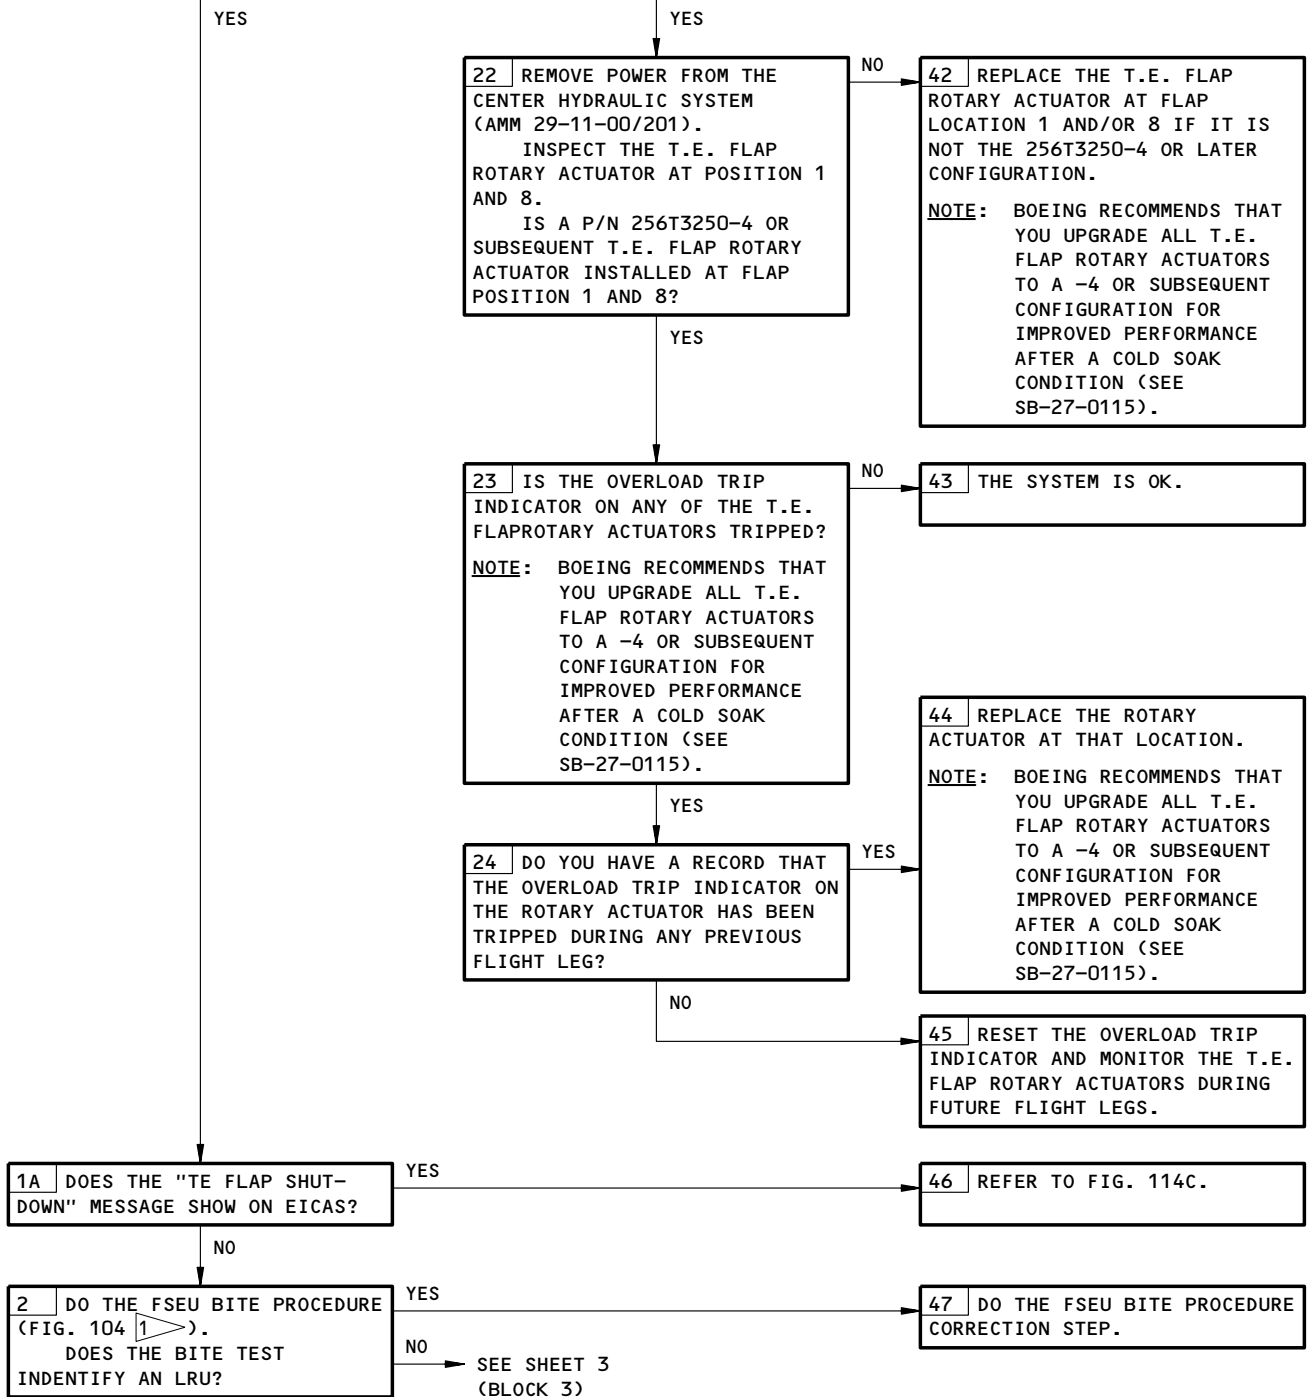 YES
YES
22 REMOVE POWER FROM THE
CENTER HYDRAULIC SYSTEM
(AMM 29-11-00/201).
INSPECT THE T.E. FLAP
ROTARY ACTUATOR AT POSITION 1
AND 8.
IS A P/N 256T3250-4 OR
SUBSEQUENT T.E. FLAP ROTARY
ACTUATOR INSTALLED AT FLAP
POSITION 1 AND 8?
NO
42 REPLACE THE T.E. FLAP
ROTARY ACTUATOR AT FLAP
LOCATION 1 AND/OR 8 IF IT IS
NOT THE 256T3250-4 OR LATER
CONFIGURATION.
NOTE: BOEING RECOMMENDS THAT
YOU UPGRADE ALL T.E.
FLAP ROTARY ACTUATORS
TO A -4 OR SUBSEQUENT
CONFIGURATION FOR
IMPROVED PERFORMANCE
AFTER A COLD SOAK
CONDITION (SEE
SB-27-0115).
YES
23 IS THE OVERLOAD TRIP
INDICATOR ON ANY OF THE T.E.
FLAPROTARY ACTUATORS TRIPPED?
NOTE: BOEING RECOMMENDS THAT
YOU UPGRADE ALL T.E.
FLAP ROTARY ACTUATORS
TO A -4 OR SUBSEQUENT
CONFIGURATION FOR
IMPROVED PERFORMANCE
AFTER A COLD SOAK
CONDITION (SEE
SB-27-0115).
NO
43 THE SYSTEM IS OK.
YES
24 DO YOU HAVE A RECORD THAT
THE OVERLOAD TRIP INDICATOR ON
THE ROTARY ACTUATOR HAS BEEN
TRIPPED DURING ANY PREVIOUS
FLIGHT LEG?
YES
44 REPLACE THE ROTARY
ACTUATOR AT THAT LOCATION.
NOTE: BOEING RECOMMENDS THAT
YOU UPGRADE ALL T.E.
FLAP ROTARY ACTUATORS
TO A -4 OR SUBSEQUENT
CONFIGURATION FOR
IMPROVED PERFORMANCE
AFTER A COLD SOAK
CONDITION (SEE
SB-27-0115).
NO
45 RESET THE OVERLOAD TRIP
INDICATOR AND MONITOR THE T.E.
FLAP ROTARY ACTUATORS DURING
FUTURE FLIGHT LEGS.
1A DOES THE "TE FLAP SHUT-
DOWN" MESSAGE SHOW ON EICAS?
YES
46 REFER TO FIG. 114C.
NO
2 DO THE FSEU BITE PROCEDURE
(FIG. 104 1 ).
DOES THE BITE TEST
INDENTIFY AN LRU?
YES
47 DO THE FSEU BITE PROCEDURE
CORRECTION STEP.
NO
SEE SHEET 3
(BLOCK 3)